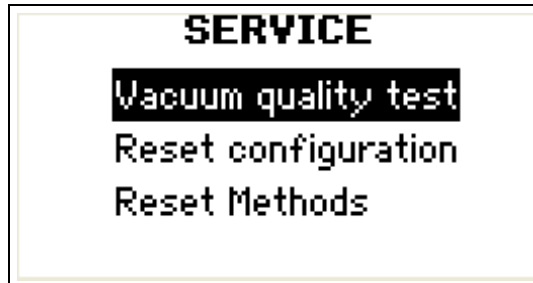 SERVICE
Vacuum quality test
Reset configuration
Reset Methods